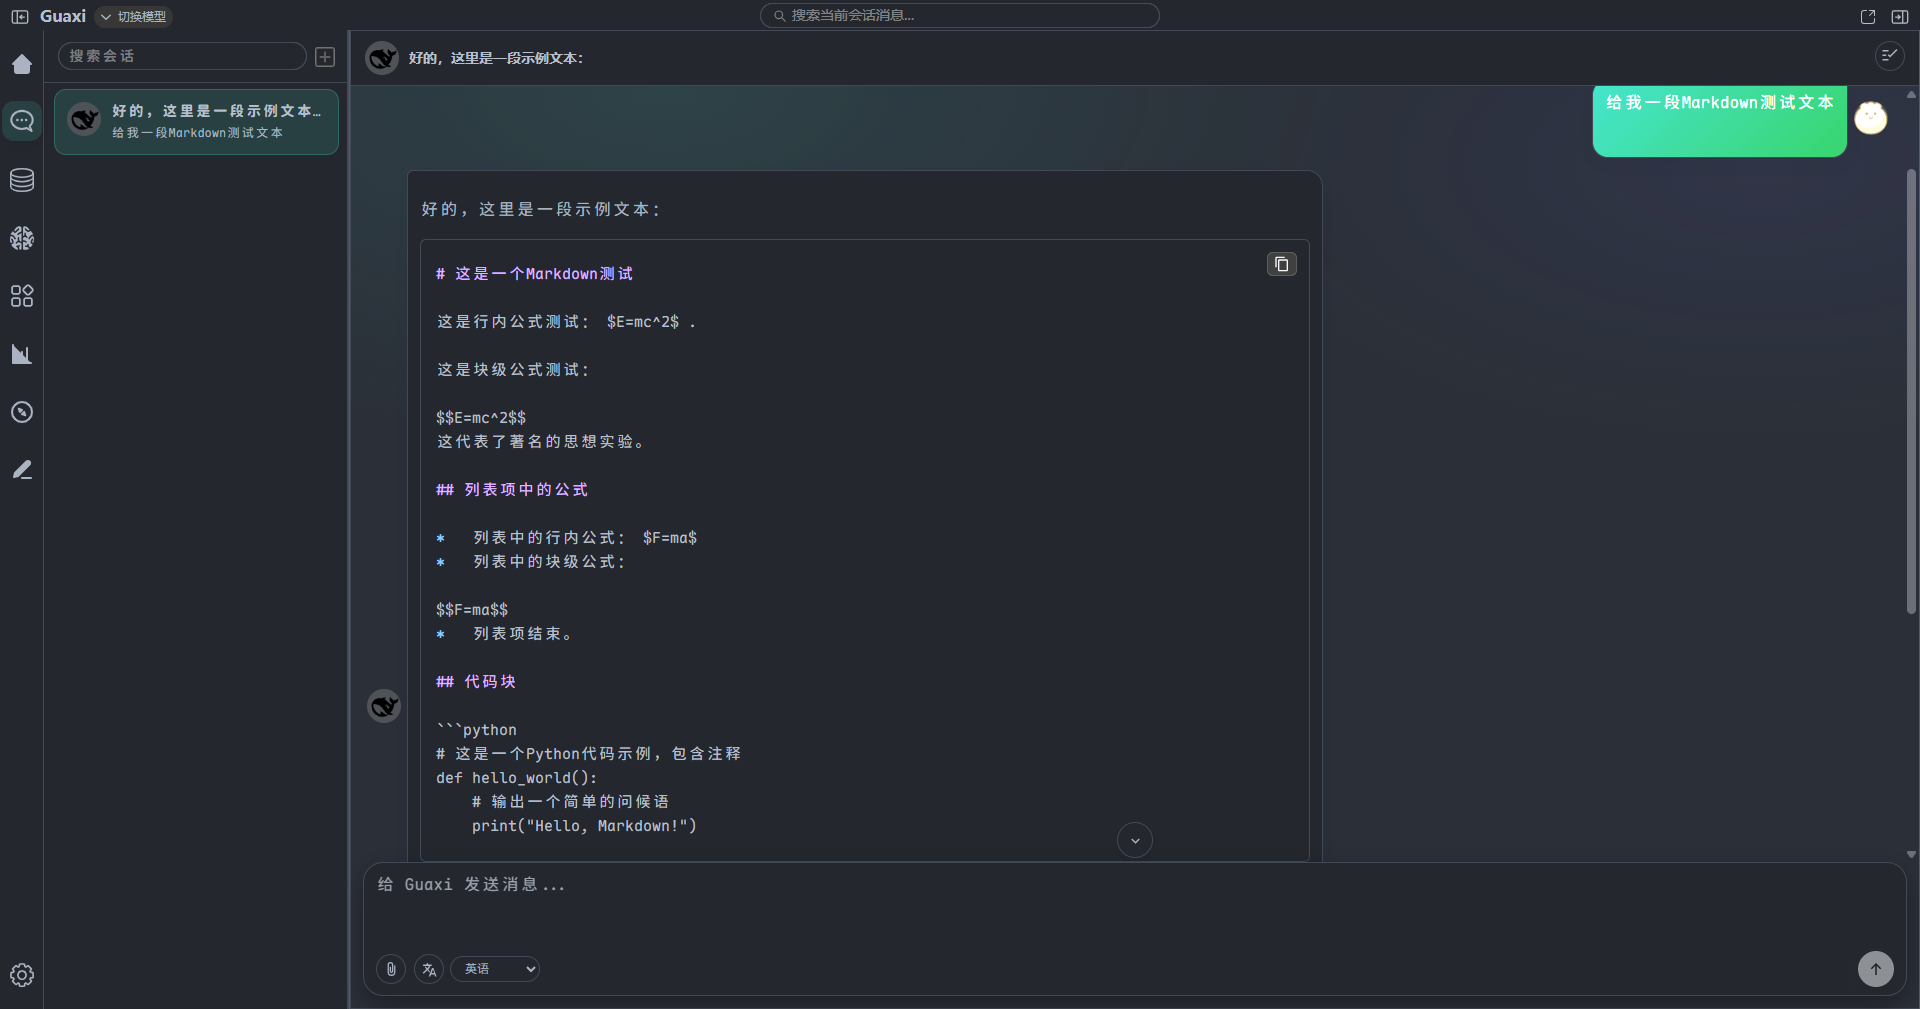 Guaxi
切换模型
搜索当前会话消息...
搜索会话
好的，这里是一段示例文本：
好的，这里是一段示例文本…
给我一段Markdown测试文本
给我一段Markdown测试文本
好的，这里是一段示例文本：
# 这是一个Markdown测试
这是行内公式测试： $E=mc^2$ .
这是块级公式测试：
$$E=mc^2$$
这代表了著名的思想实验。
## 列表项中的公式
*   列表中的行内公式： $F=ma$
*   列表中的块级公式：
$$F=ma$$
*   列表项结束。
## 代码块
```python
# 这是一个Python代码示例，包含注释
def hello_world():
    # 输出一个简单的问候语
    print("Hello, Markdown!")
给 Guaxi 发送消息...
英语